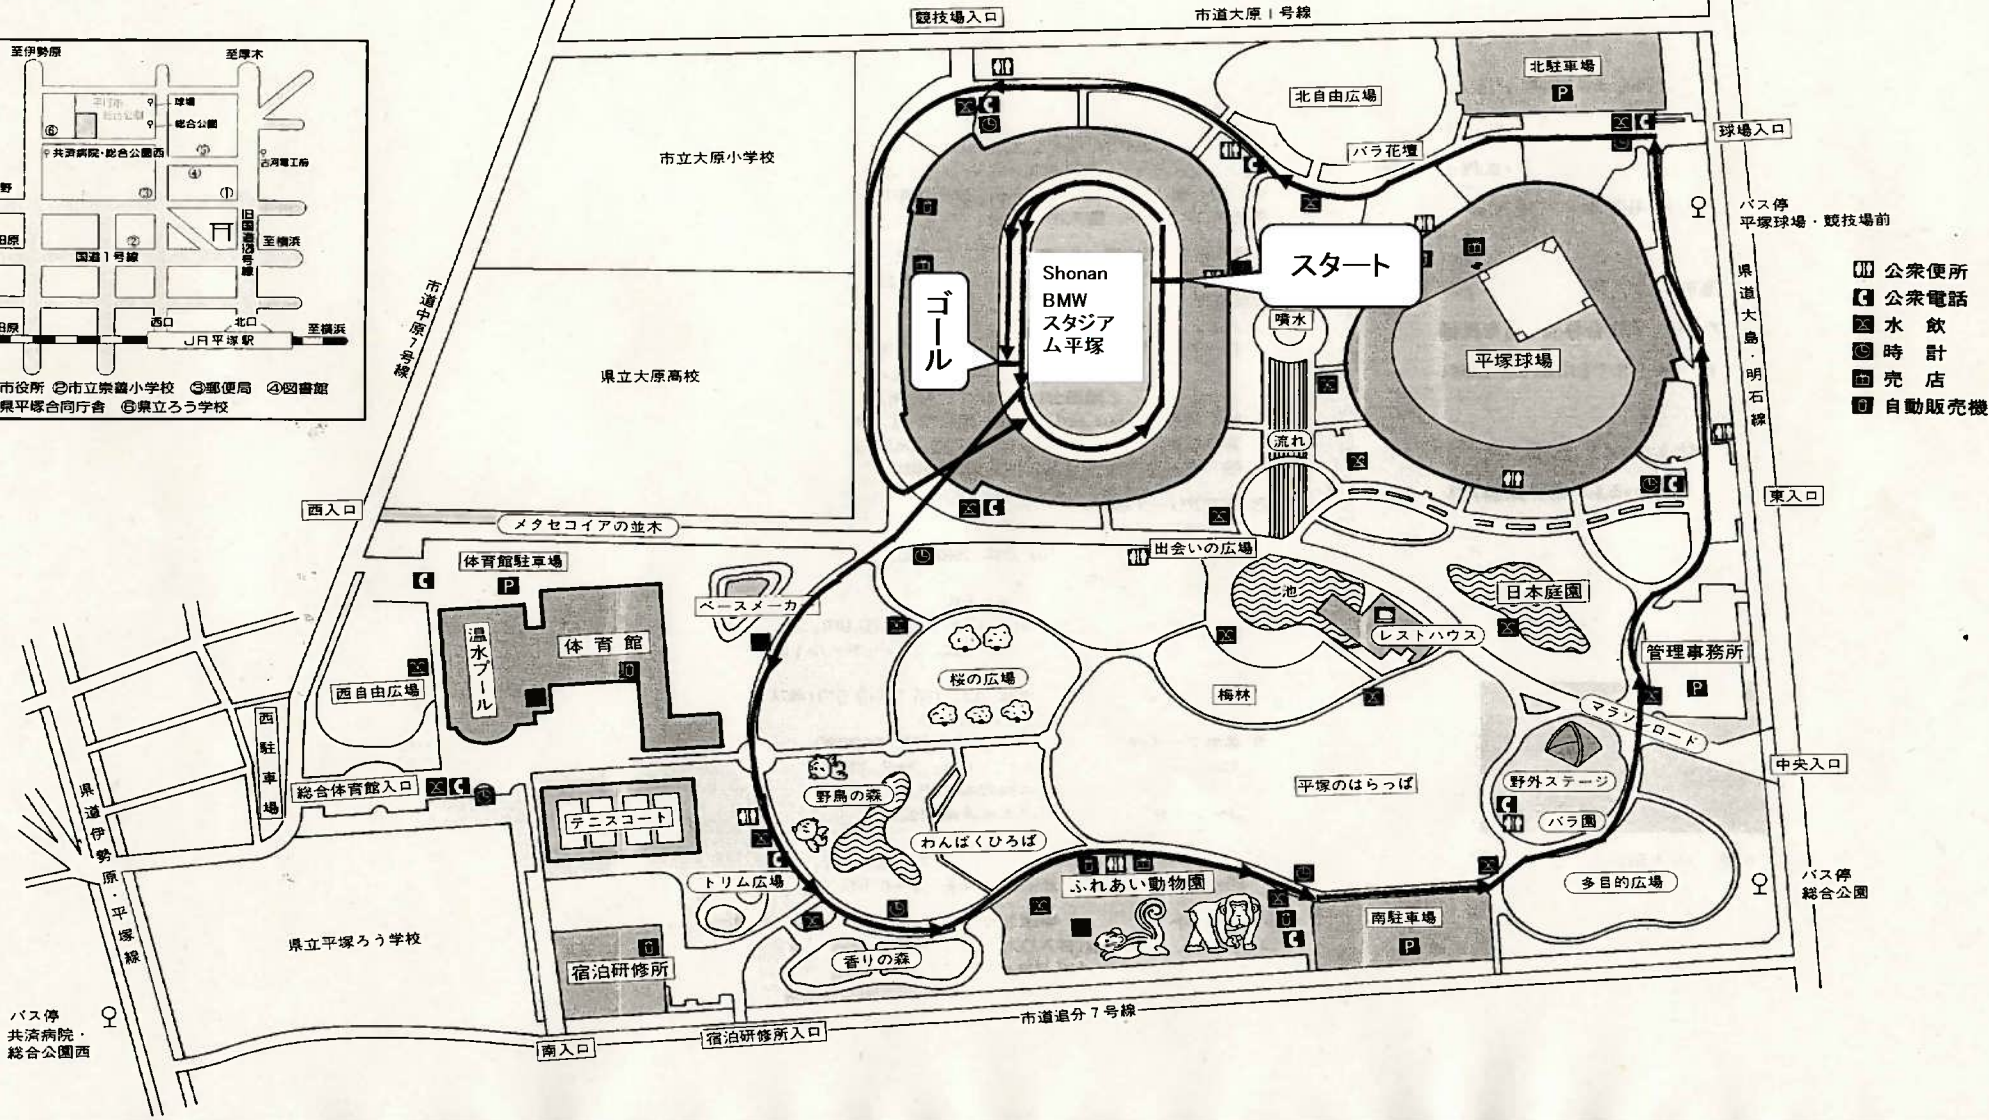 競技場入口
市道大原1号線
至伊勢原
至厚木
球場
総合公園
⑥
共済病院・総合公園西
⑤
古河電工前
④
③
①
②
旧国道129号線
至横浜
国道1号線
西口
北口
至横浜
JR平塚駅
市役所 ②市立崇善小学校 ③郵便局 ④図書館
県平塚合同庁舎 ⑥県立ろう学校
市道中原7号線
市立大原小学校
県立大原高校
北自由広場
北駐車場
P
球場入口
バラ花壇
バス停
平塚球場・競技場前
県道大島・明石線
公衆便所
公衆電話
水 飲
時 計
売 店
自動販売機
スタート
Shonan
BMW
スタジア
ム平塚
ゴール
噴水
平塚球場
流れ
西入口
メタセコイアの並木
東入口
体育館駐車場
P
出会いの広場
ペースメーカー
池
日本庭園
レストハウス
温水プール
体育館
管理事務所
P
西自由広場
桜の広場
梅林
マラソンロード
西駐車場
総合体育館入口
野鳥の森
平塚のはらっぱ
野外ステージ
中央入口
テニスコート
わんぱくひろば
バラ園
トリム広場
ふれあい動物園
多目的広場
バス停
総合公園
県道伊勢原・平塚線
県立平塚ろう学校
南駐車場
P
香りの森
宿泊研修所
バス停
共済病院・
総合公園西
市道追分7号線
宿泊研修所入口
南入口